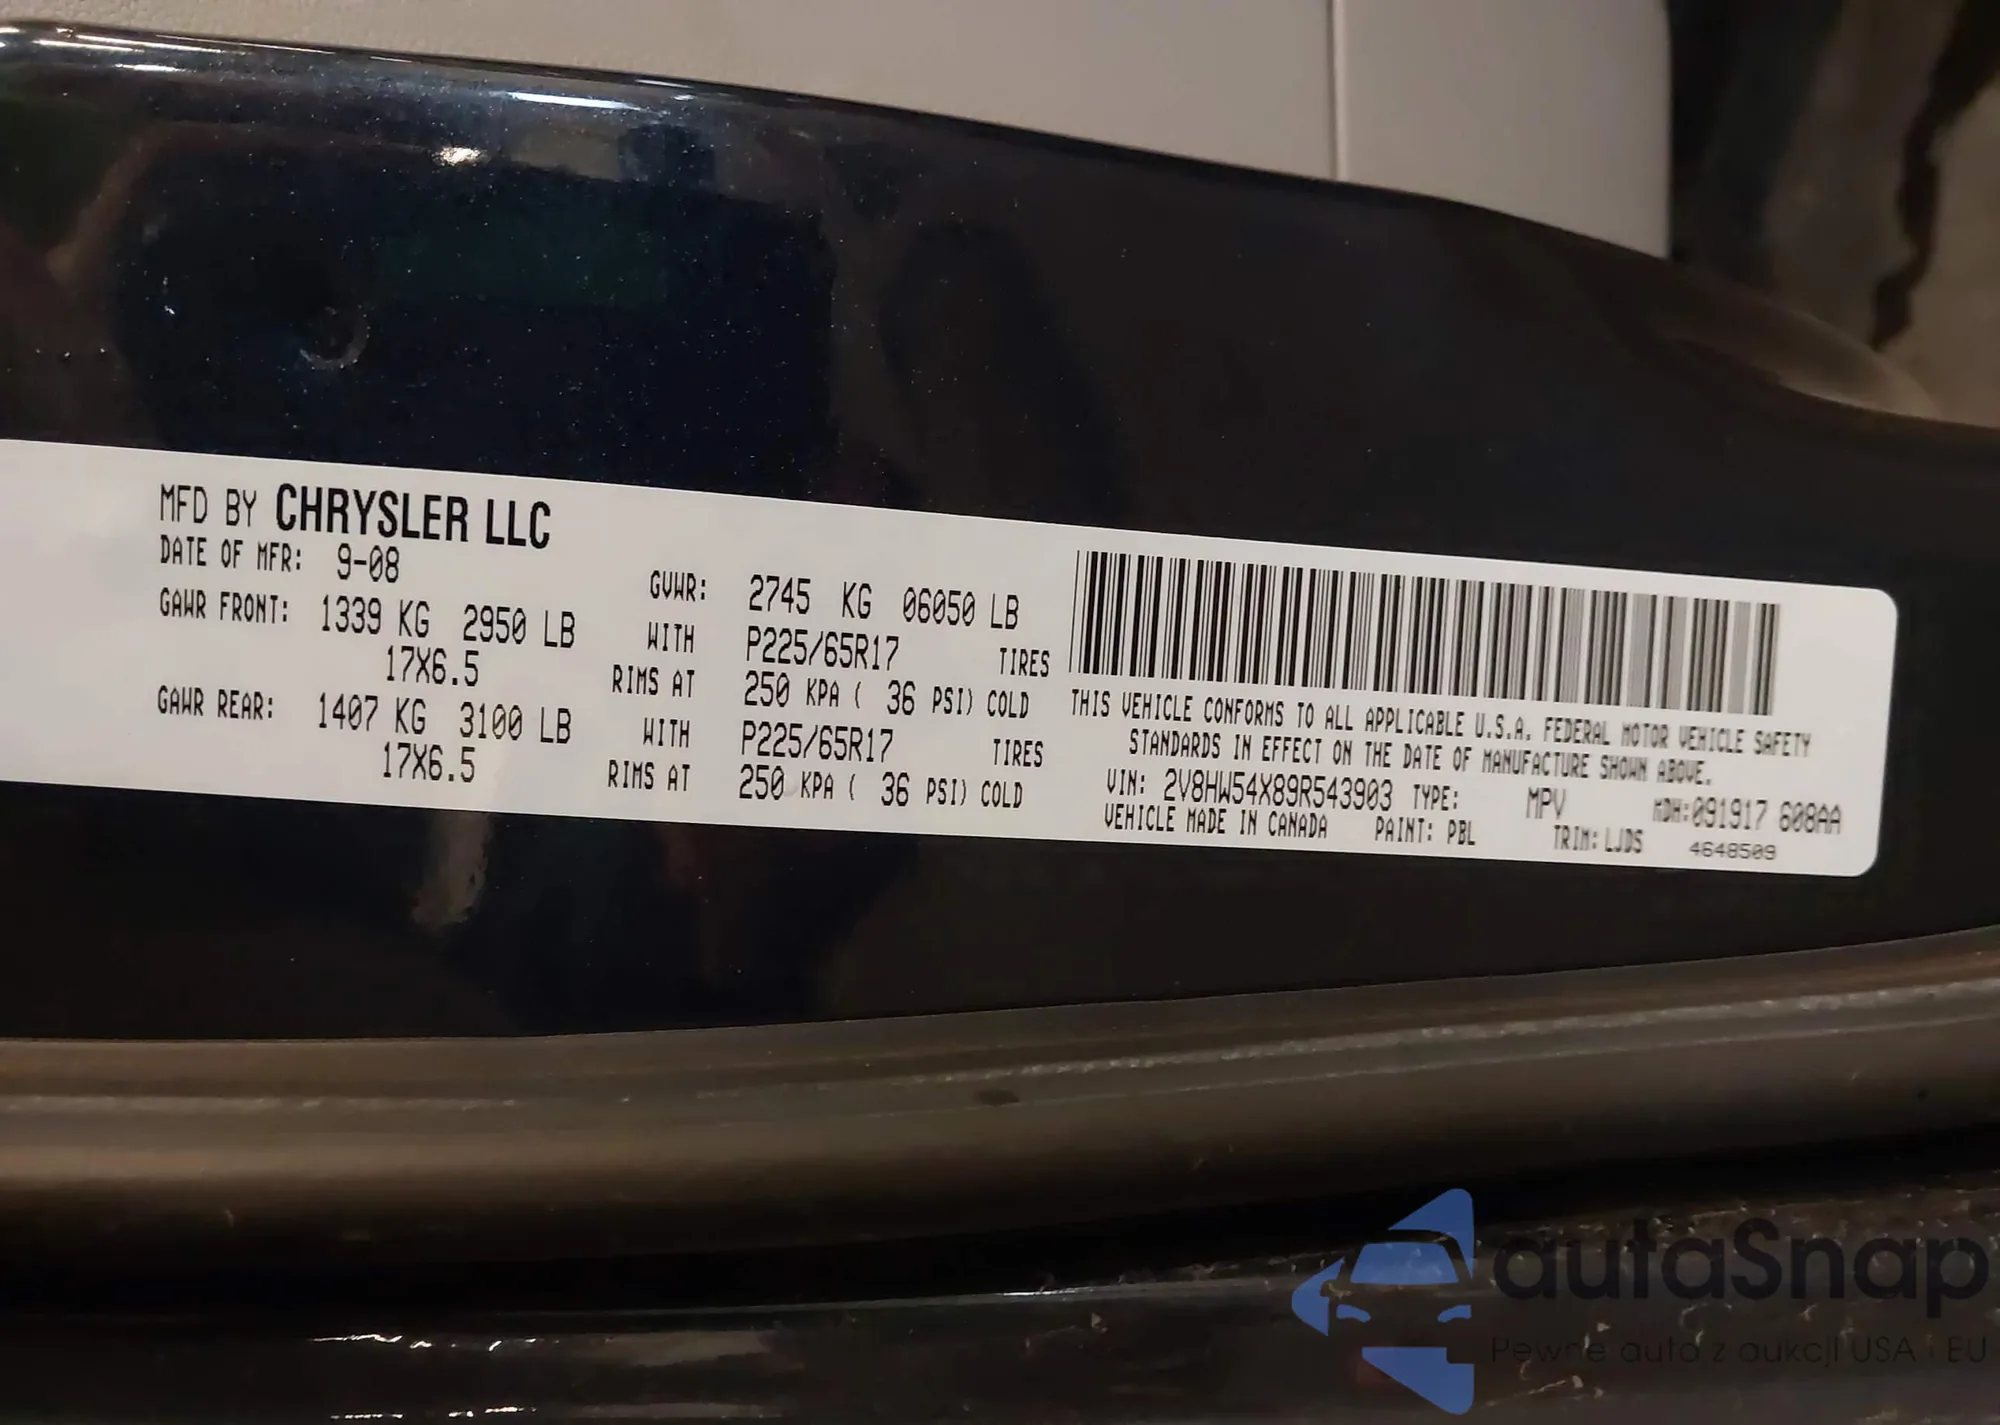 MFD BY CHRYSLER LLC
DATE OF MFR: 9-08 GVWR: 2745 KG 06050 LB
GAWR FRONT: 1339 KG 2950 LB WITH P225/65R17 TIRES
17X6.5 RIMS AT 250 KPA ( 36 PSI) COLD
GAWR REAR: 1407 KG 3100 LB WITH P225/65R17 TIRES
17X6.5 RIMS AT 250 KPA ( 36 PSI) COLD
THIS VEHICLE CONFORMS TO ALL APPLICABLE U.S.A. FEDERAL MOTOR VEHICLE SAFETY
STANDARDS IN EFFECT ON THE DATE OF MANUFACTURE SHOWN ABOVE.
VIN: 2V8HW54X89R543903 TYPE: MPV MDH:091917 608AA
VEHICLE MADE IN CANADA PAINT: PBL TRIM: LJDS 4648509
autaSnap
Pewne auto z aukcji USA i EU